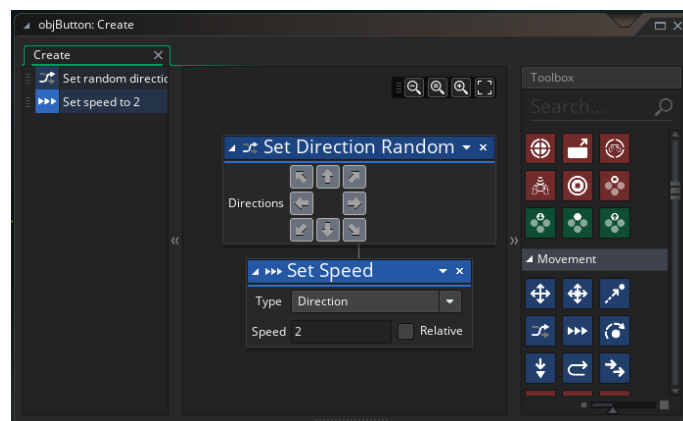 objButton: Create
Create
Set random directic
Set speed to 2
Set Direction Random
Directions
Set Speed
Type Direction
Speed 2 Relative
Toolbox
Search...
Movement